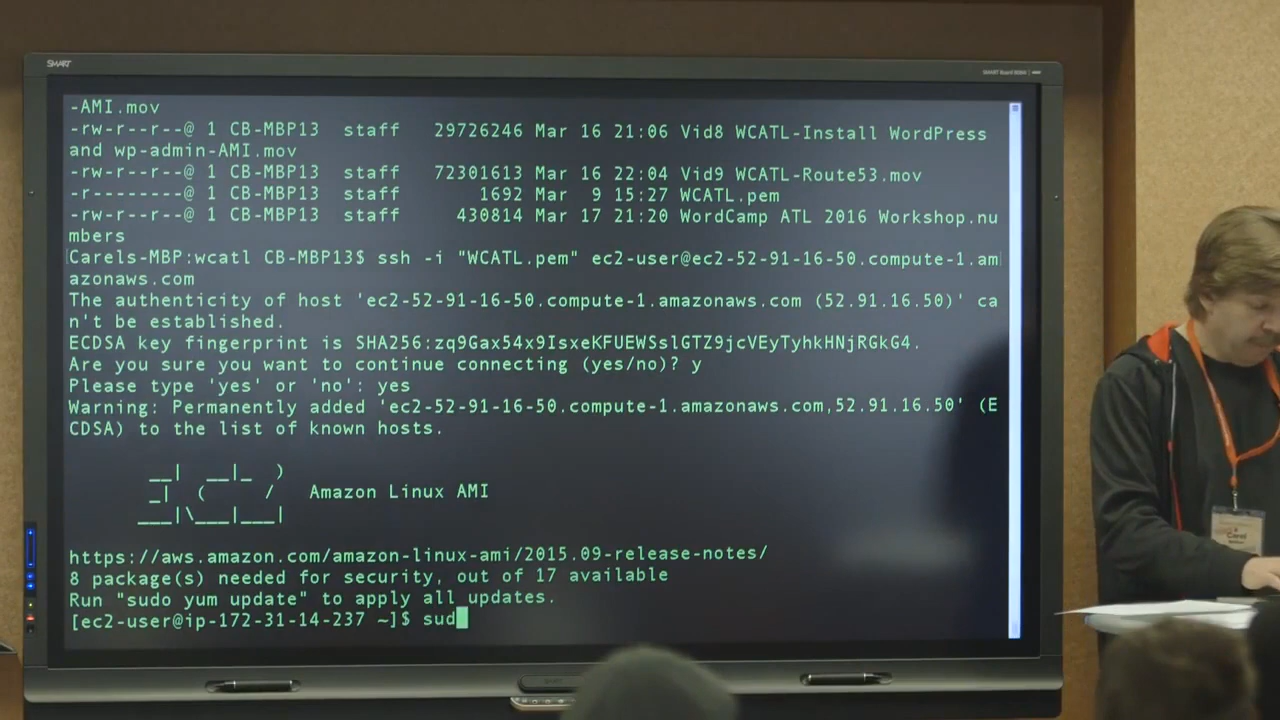 SMART
-AMI.mov
-rw-r--r--@ 1 CB-MBP13  staff   29726246 Mar 16 21:06 Vid8 WCATL-Install WordPress
and wp-admin-AMI.mov
-rw-r--r--@ 1 CB-MBP13  staff   72301613 Mar 16 22:04 Vid9 WCATL-Route53.mov
-r--------@ 1 CB-MBP13  staff       1692 Mar  9 15:27 WCATL.pem
-rw-r--r--@ 1 CB-MBP13  staff     430814 Mar 17 21:20 WordCamp ATL 2016 Workshop.nu
mbers
Carels-MBP:wcatl CB-MBP13$ ssh -i "WCATL.pem" ec2-user@ec2-52-91-16-50.compute-1.am
azonaws.com
The authenticity of host 'ec2-52-91-16-50.compute-1.amazonaws.com (52.91.16.50)' ca
n't be established.
ECDSA key fingerprint is SHA256:zq9Gax54x9IsxeKFUEWSslGTZ9jcVEyTyhkHNjRGkG4.
Are you sure you want to continue connecting (yes/no)? y
Please type 'yes' or 'no': yes
Warning: Permanently added 'ec2-52-91-16-50.compute-1.amazonaws.com,52.91.16.50' (E
CDSA) to the list of known hosts.
       __|  __|_  )
       _|  (     /   Amazon Linux AMI
      ___|\___|___|
https://aws.amazon.com/amazon-linux-ami/2015.09-release-notes/
8 package(s) needed for security, out of 17 available
Run "sudo yum update" to apply all updates.
[ec2-user@ip-172-31-14-237 ~]$ sud
Carel